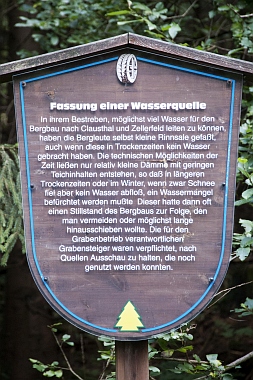 Fassung einer Wasserquelle
In ihrem Bestreben, möglichst viel Wasser für den
Bergbau nach Clausthal und Zellerfeld leiten zu können,
haben die Bergleute selbst kleine Rinnsale gefaßt,
auch wenn diese in Trockenzeiten kein Wasser
gebracht haben. Die technischen Möglichkeiten der
Zeit ließen nur relativ kleine Dämme mit geringen
Teichinhalten entstehen, so daß in längeren
Trockenzeiten oder im Winter, wenn zwar Schnee
fiel aber kein Wasser abfloß, ein Wassermangel
befürchtet werden mußte. Dieser hatte dann oft
einen Stillstand des Bergbaus zur Folge, den
man vermeiden oder möglichst lange
hinausschieben wollte. Die für den
Grabenbetrieb verantwortlichen
Grabensteiger waren verpflichtet, nach
Quellen Ausschau zu halten, die noch
genutzt werden konnten.